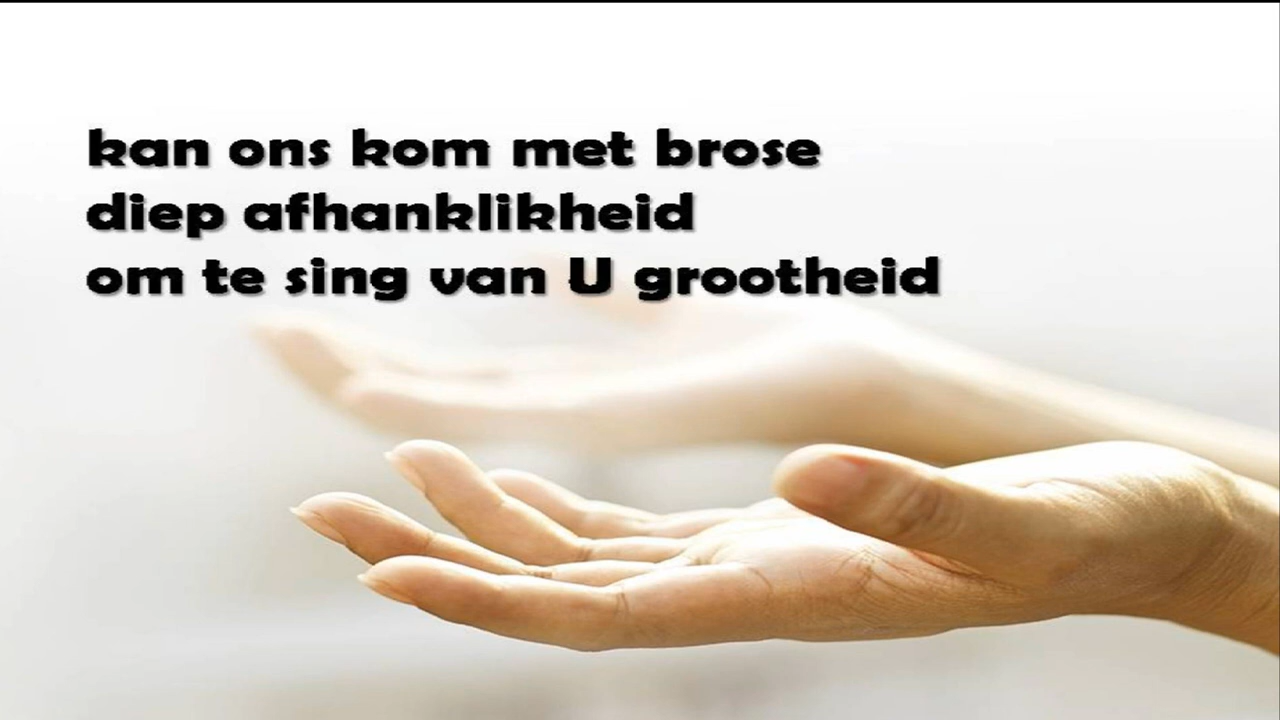 kan ons kom met brose
diep afhanklikheid
om te sing van U grootheid